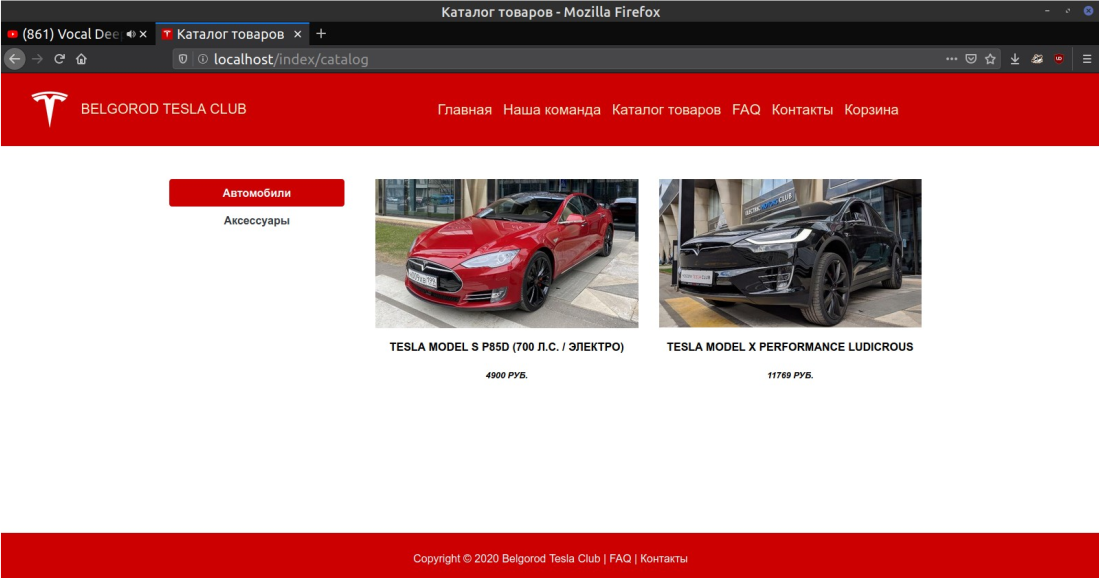 Каталог товаров - Mozilla Firefox
(861) Vocal Dee
Каталог товаров
localhost/index/catalog
BELGOROD TESLA CLUB
Главная Наша команда Каталог товаров FAQ Контакты Корзина
Автомобили
Аксессуары
TESLA MODEL S P85D (700 Л.С. / ЭЛЕКТРО)
4900 РУБ.
TESLA MODEL X PERFORMANCE LUDICROUS
11769 РУБ.
Copyright © 2020 Belgorod Tesla Club | FAQ | Контакты